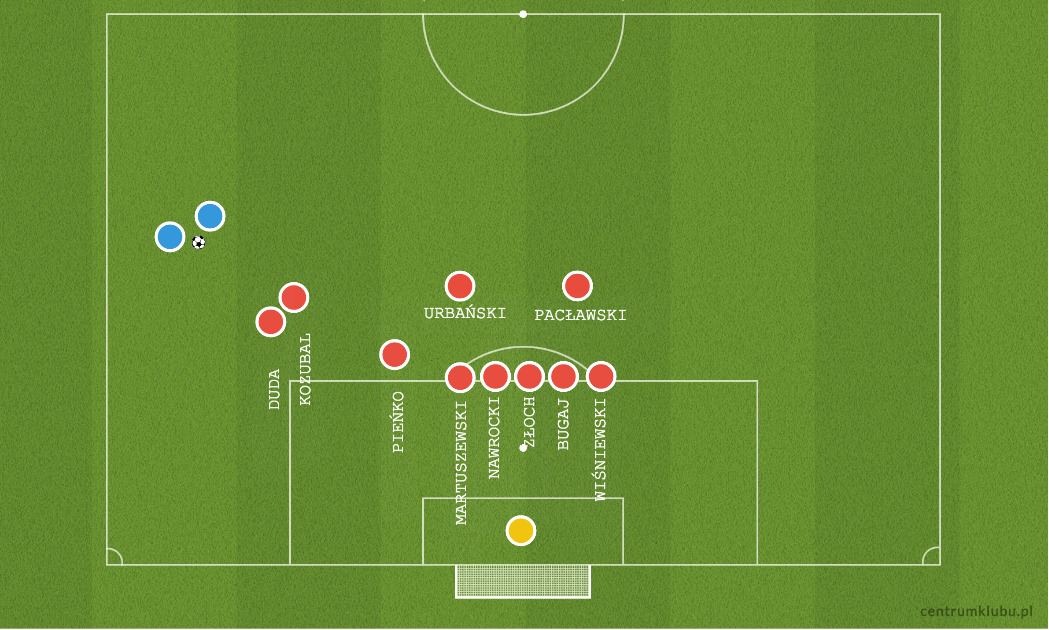 URBAŃSKI
PACŁAWSKI
DUDA
KOZUBAL
PIEŃKO
MARTUSZEWSKI
NAWROCKI
ZŁOCH
BUGAJ
WIŚNIEWSKI
centrumklubu.pl